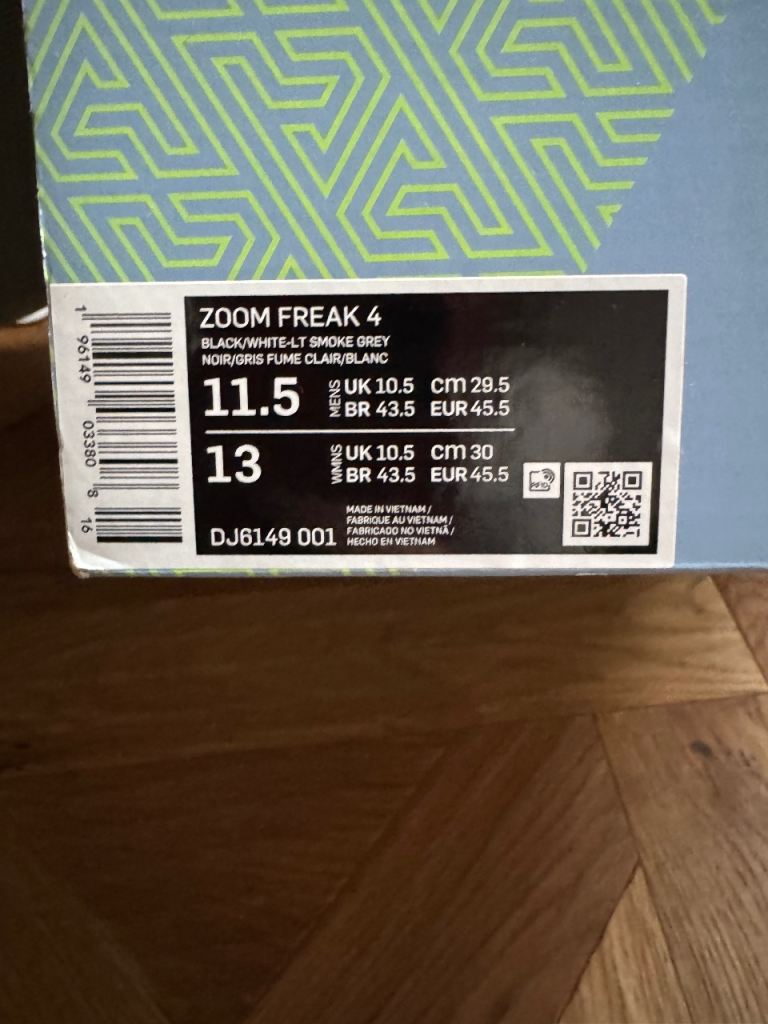 ZOOM FREAK 4
BLACK/WHITE-LT SMOKE GREY
NOIR/GRIS FUME CLAIR/BLANC
11.5 MENS UK 10.5 cm 29.5
BR 43.5 EUR 45.5
13 WMNS UK 10.5 cm 30
BR 43.5 EUR 45.5
DJ6149 001
MADE IN VIETNAM /
FABRIQUE AU VIETNAM /
FABRICADO NO VIETNÃ /
HECHO EN VIETNAM
RFID
1 96149 03380 8 16